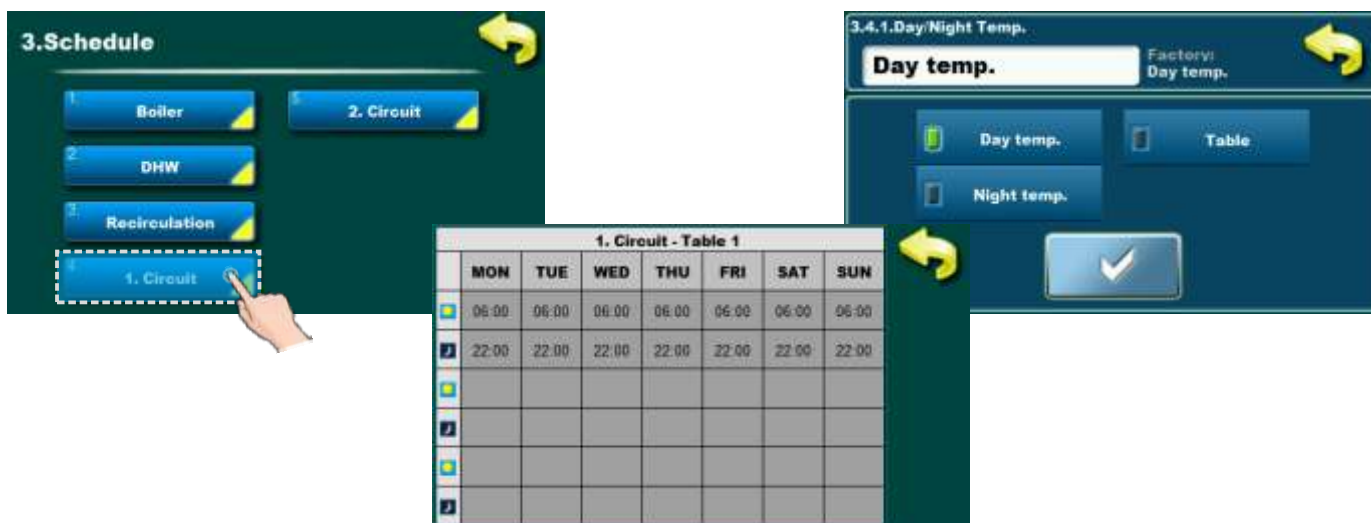 3.Schedule
1. Boiler
5. 2. Circuit
2. DHW
3. Recirculation
4. 1. Circuit
3.4.1.Day/Night Temp.
Day temp.
Factory:
Day temp.
Day temp.
Table
Night temp.
1. Circuit - Table 1
MON TUE WED THU FRI SAT SUN
06:00 06:00 06:00 06:00 06:00 06:00 06:00
22:00 22:00 22:00 22:00 22:00 22:00 22:00